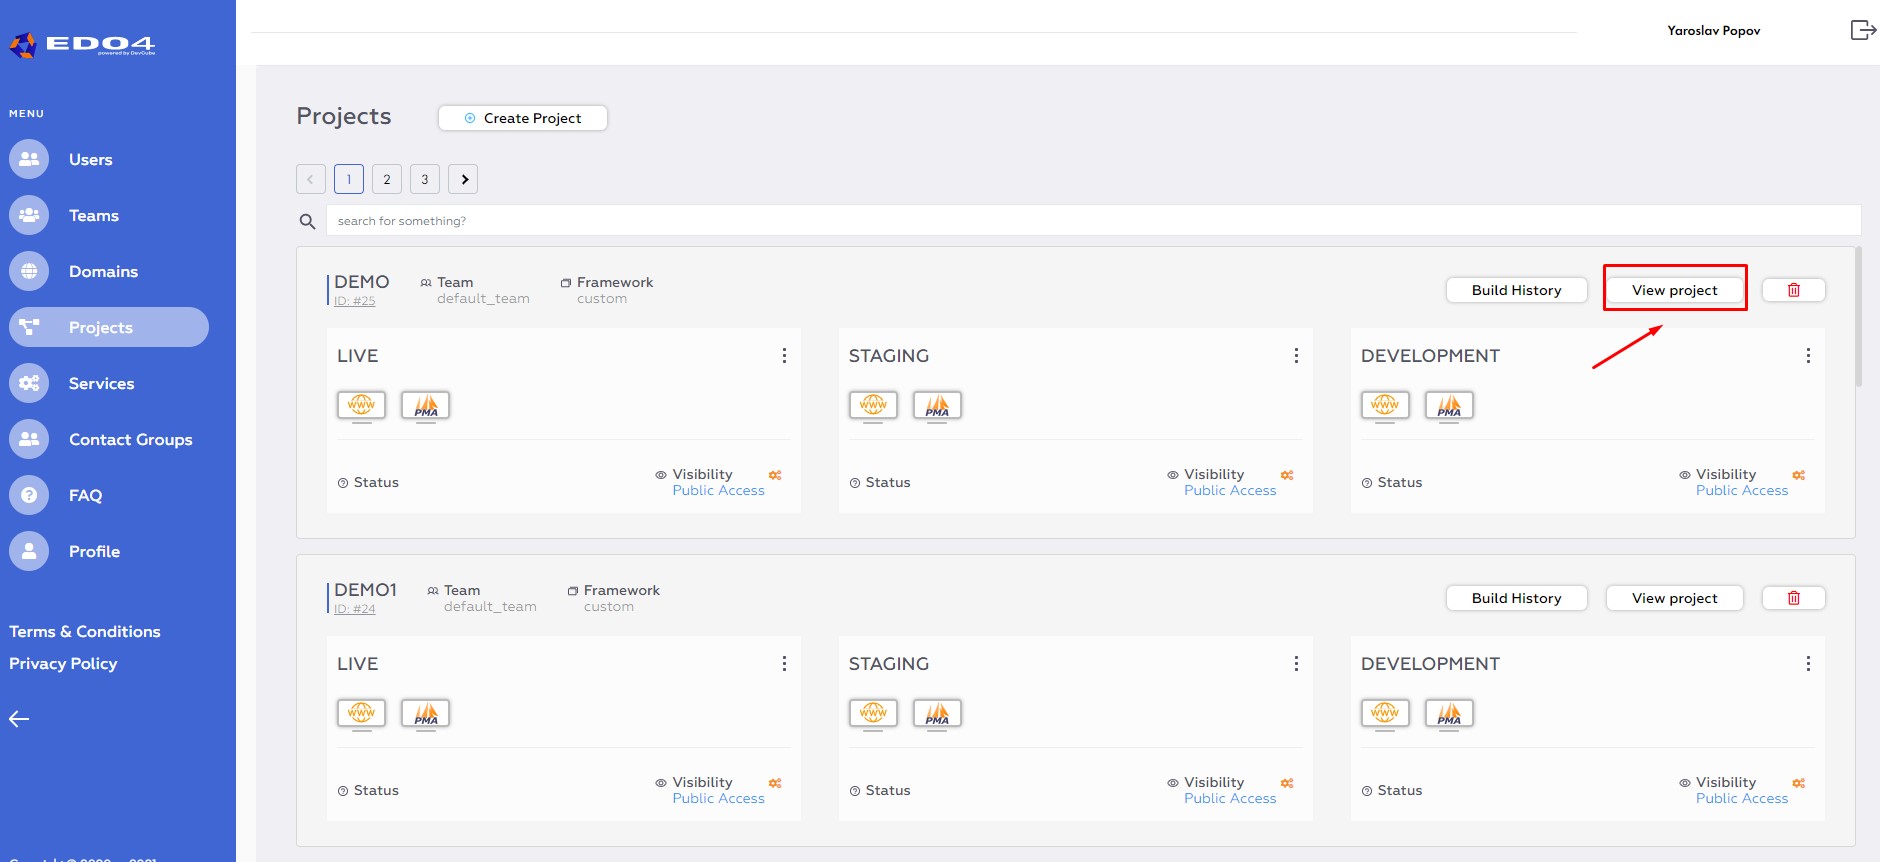 EDO4
powered by DevCube
Yaroslav Popov
MENU
Users
Teams
Domains
Projects
Services
Contact Groups
FAQ
Profile
Terms & Conditions
Privacy Policy
Projects
Create Project
1 2 3
search for something?
DEMO Team Framework
ID: #25 default_team custom
Build History View project
LIVE STAGING DEVELOPMENT
WWW PMA WWW PMA WWW PMA
Status Visibility Status Visibility Status Visibility
Public Access Public Access Public Access
DEMO1 Team Framework
ID: #24 default_team custom
Build History View project
LIVE STAGING DEVELOPMENT
WWW PMA WWW PMA WWW PMA
Status Visibility Status Visibility Status Visibility
Public Access Public Access Public Access